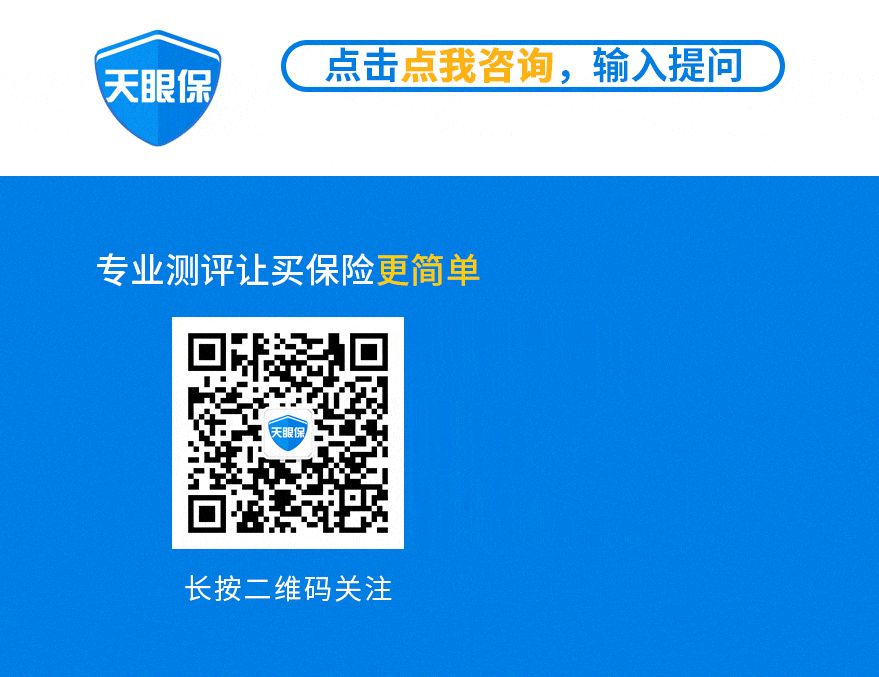 天眼保
点击点我咨询，输入提问
专业测评让买保险更简单
天眼保
长按二维码关注